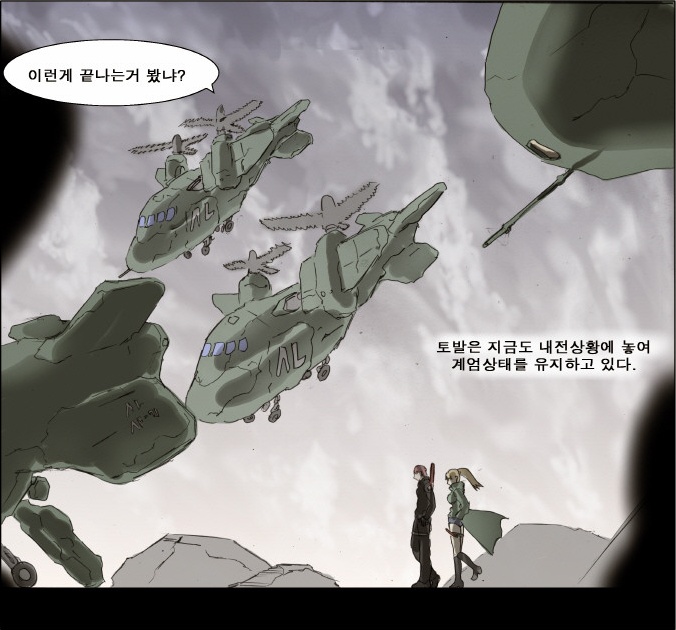 이런게 끝나는거 봤냐?
토발은 지금도 내전상황에 놓여
계엄상태를 유지하고 있다.